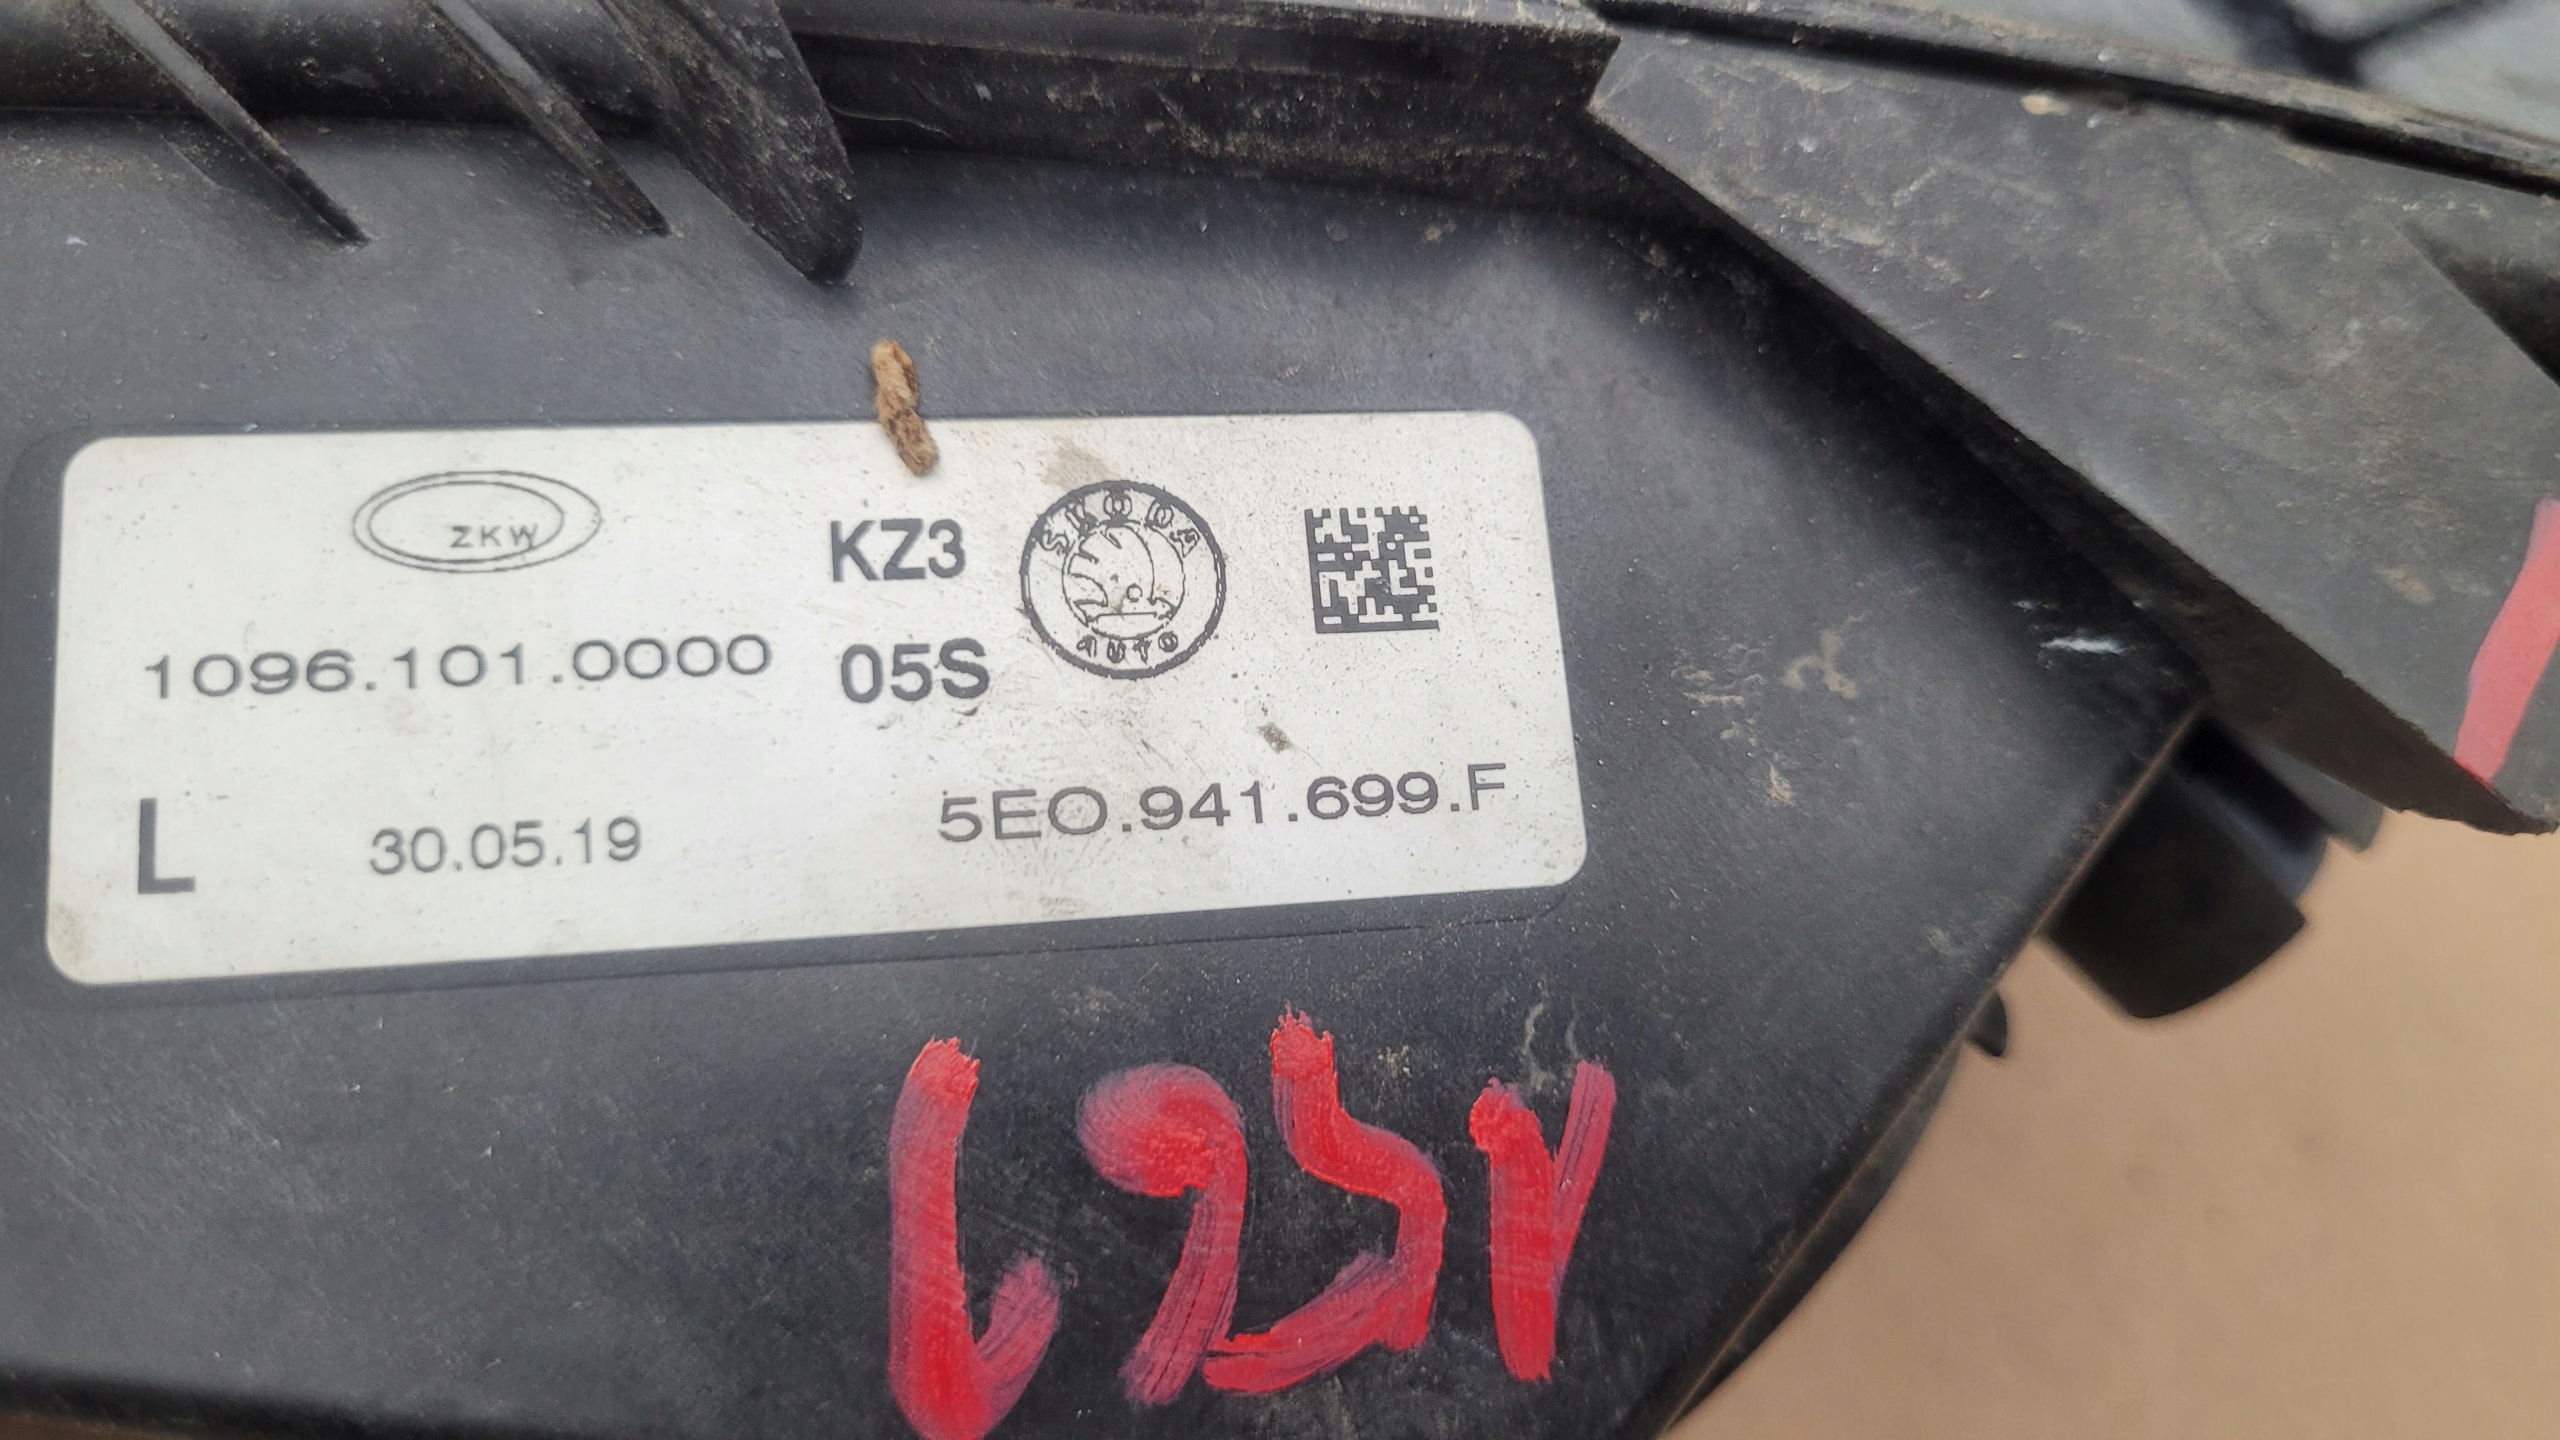 ZKW
KZ3
SKODA
AUTO
1096.101.0000
05S
L
30.05.19
5E0.941.699.F